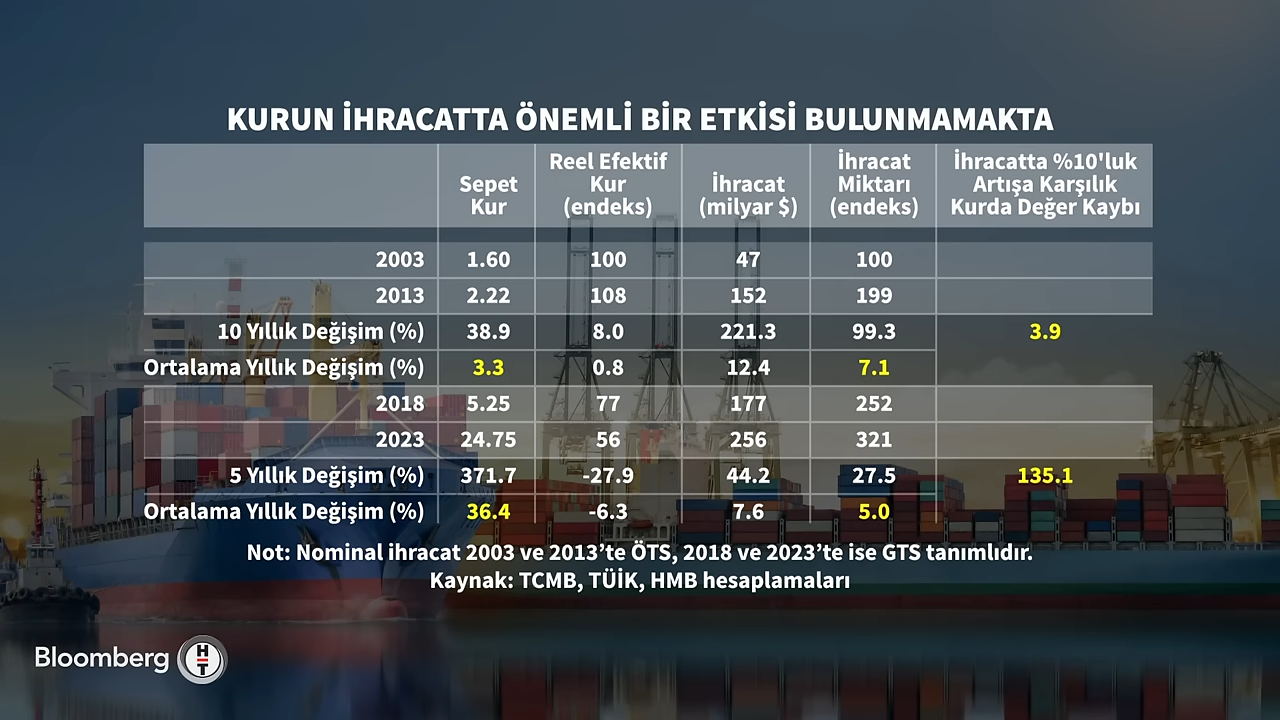 KURUN İHRACATTA ÖNEMLİ BİR ETKİSİ BULUNMAMAKTA
Sepet Kur | Reel Efektif Kur (endeks) | İhracat (milyar $) | İhracat Miktarı (endeks) | İhracatta %10'luk Artışa Karşılık Kurda Değer Kaybı
2003 1.60 100 47 100
2013 2.22 108 152 199
10 Yıllık Değişim (%) 38.9 8.0 221.3 99.3 3.9
Ortalama Yıllık Değişim (%) 3.3 0.8 12.4 7.1
2018 5.25 77 177 252
2023 24.75 56 256 321
5 Yıllık Değişim (%) 371.7 -27.9 44.2 27.5 135.1
Ortalama Yıllık Değişim (%) 36.4 -6.3 7.6 5.0
Not: Nominal ihracat 2003 ve 2013’te ÖTS, 2018 ve 2023’te ise GTS tanımlıdır.
Kaynak: TCMB, TÜİK, HMB hesaplamaları
Bloomberg HT